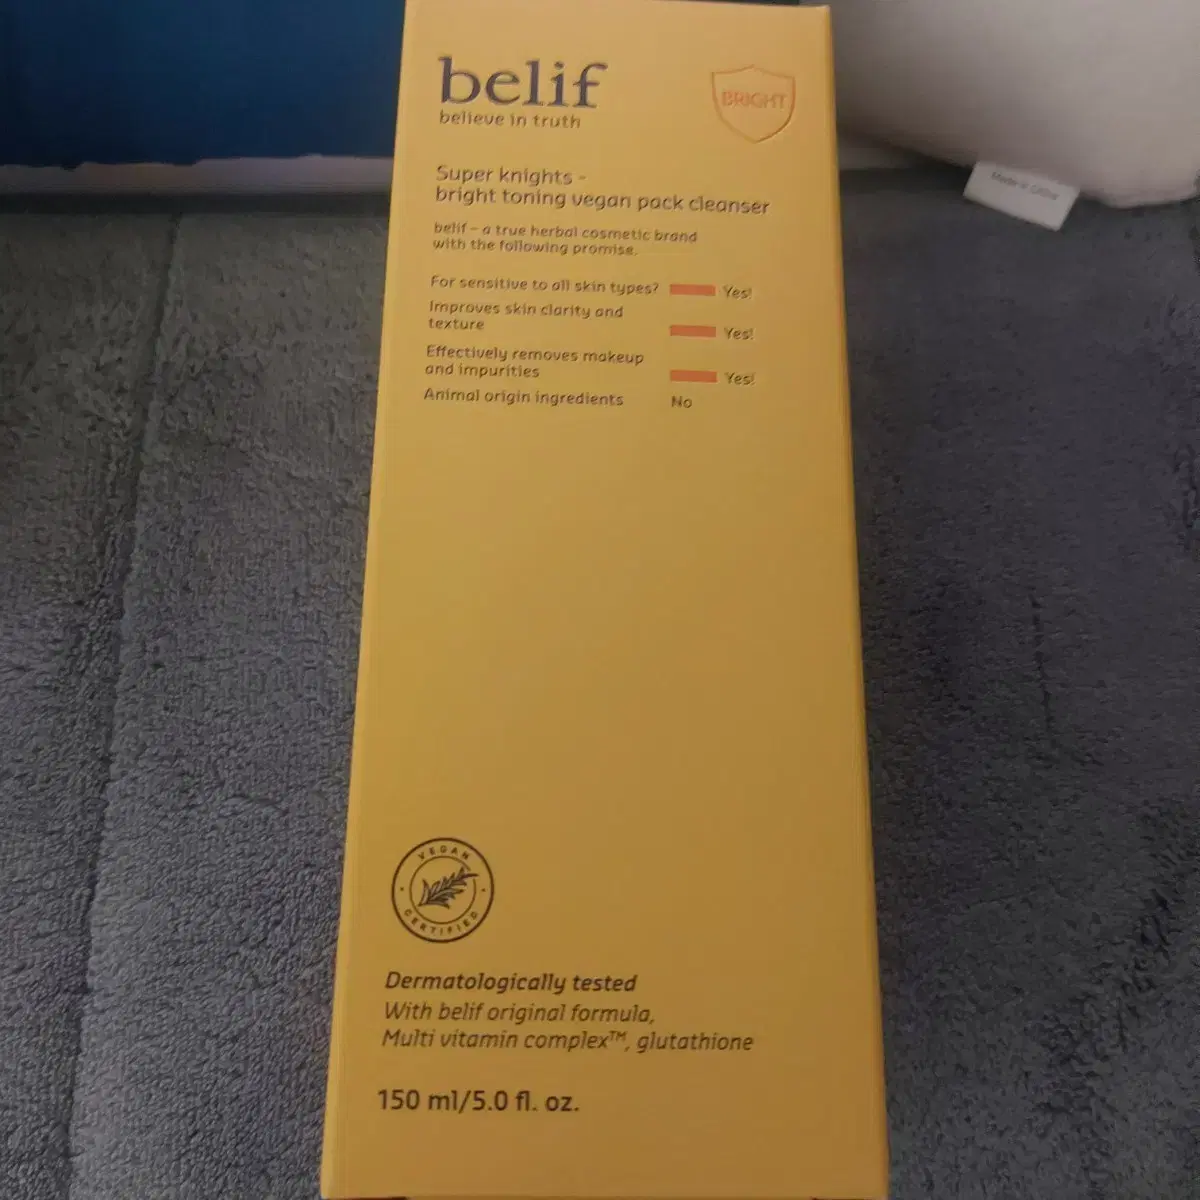 belif
believe in truth
BRIGHT
Super knights -
bright toning vegan pack cleanser
belif - a true herbal cosmetic brand
with the following promise.
For sensitive to all skin types? Yes!
Improves skin clarity and
texture Yes!
Effectively removes makeup
and impurities Yes!
Animal origin ingredients No
VEGAN
CERTIFIED
Dermatologically tested
With belif original formula,
Multi vitamin complex™, glutathione
150 ml/5.0 fl. oz.
Made in